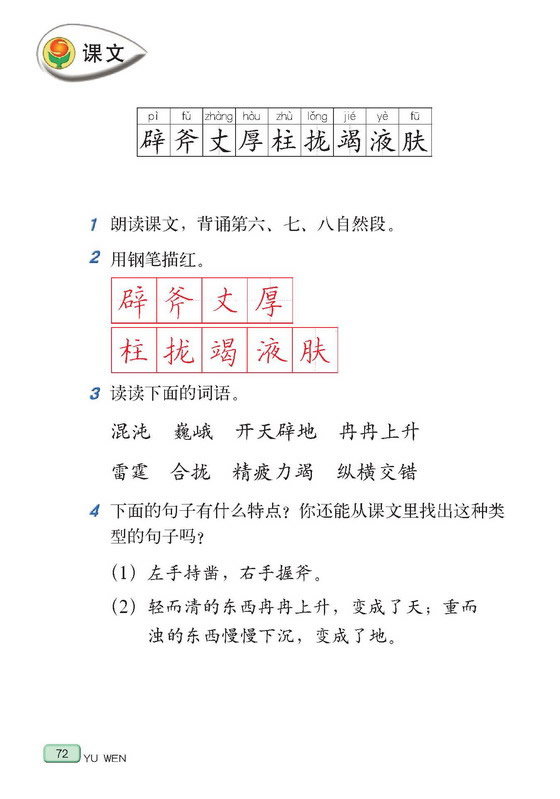 课文
pì fǔ zhàng hòu zhù lǒng jié yè fū
辟斧丈厚柱拢竭液肤
1 朗读课文，背诵第六、七、八自然段。
2 用钢笔描红。
辟斧丈厚
柱拢竭液肤
3 读读下面的词语。
混沌 巍峨 开天辟地 冉冉上升
雷霆 合拢 精疲力竭 纵横交错
4 下面的句子有什么特点？你还能从课文里找出这种类
型的句子吗？
（1）左手持凿，右手握斧。
（2）轻而清的东西冉冉上升，变成了天；重而
浊的东西慢慢下沉，变成了地。
72 YU WEN